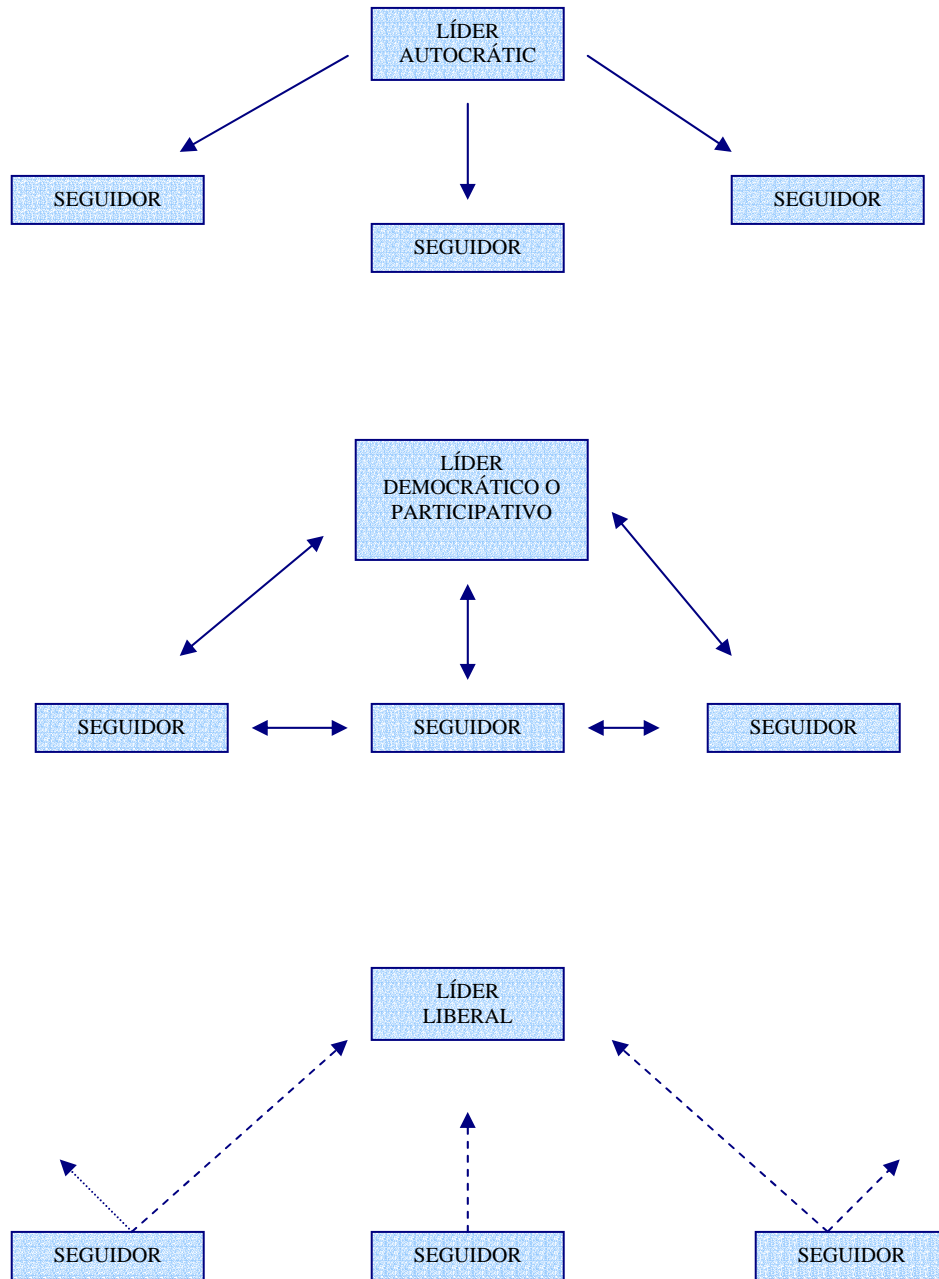 LÍDER
AUTOCRÁTIC
SEGUIDOR
SEGUIDOR
SEGUIDOR
LÍDER
DEMOCRÁTICO O
PARTICIPATIVO
SEGUIDOR
SEGUIDOR
SEGUIDOR
LÍDER
LIBERAL
SEGUIDOR
SEGUIDOR
SEGUIDOR